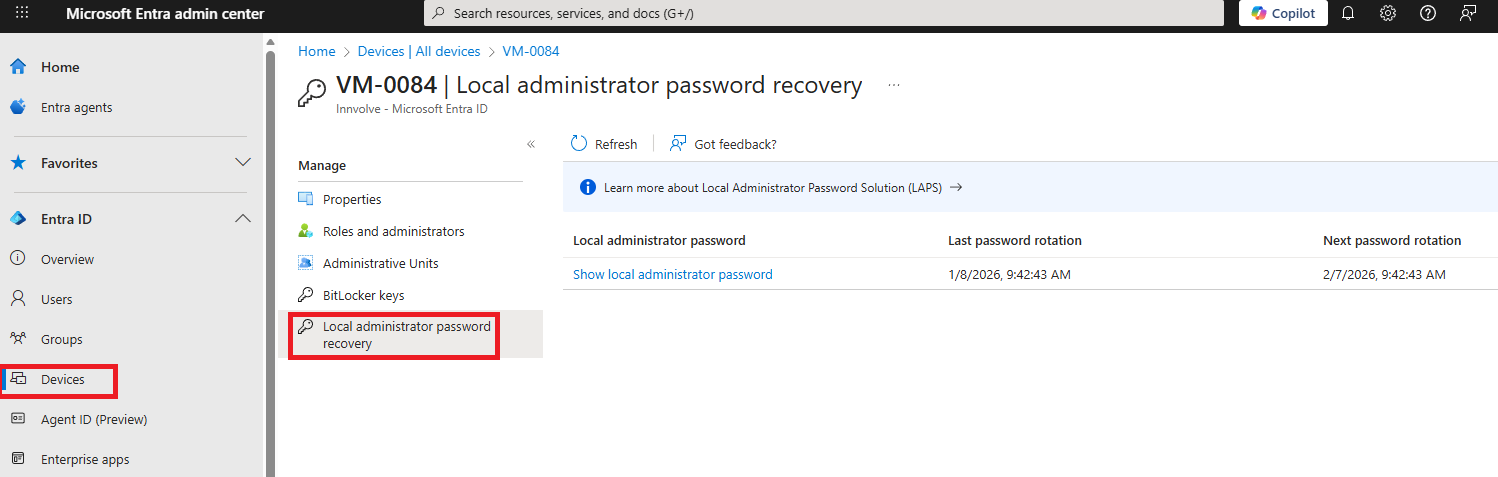 Microsoft Entra admin center
Search resources, services, and docs (G+/)
Copilot
Home
Entra agents
Favorites
Entra ID
Overview
Users
Groups
Devices
Agent ID (Preview)
Enterprise apps
Home > Devices | All devices > VM-0084
VM-0084 | Local administrator password recovery ...
Innvolve - Microsoft Entra ID
«
Manage
Properties
Roles and administrators
Administrative Units
BitLocker keys
Local administrator password
recovery
Refresh
Got feedback?
Learn more about Local Administrator Password Solution (LAPS) →
Local administrator password Last password rotation Next password rotation
Show local administrator password 1/8/2026, 9:42:43 AM 2/7/2026, 9:42:43 AM